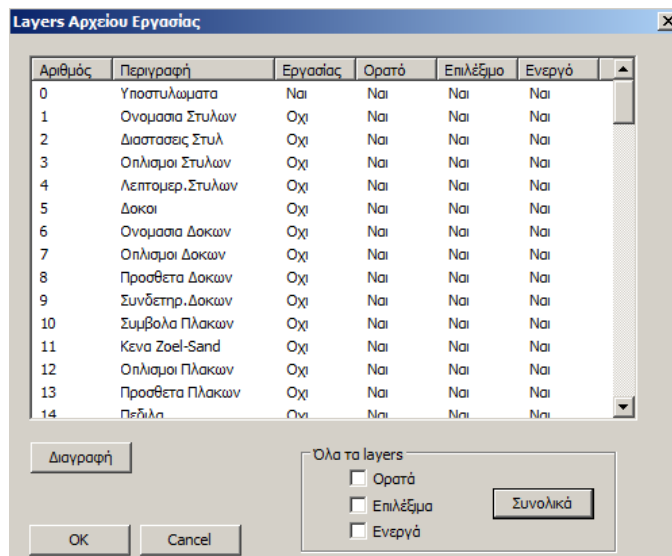 Layers Αρχείου Εργασίας
Αριθμός Περιγραφή Εργασίας Ορατό Επιλέξιμο Ενεργό
0 Υποστυλωματα Ναι Ναι Ναι Ναι
1 Ονομασια Στυλων Οχι Ναι Ναι Ναι
2 Διαστασεις Στυλ Οχι Ναι Ναι Ναι
3 Οπλισμοι Στυλων Οχι Ναι Ναι Ναι
4 Λεπτομερ.Στυλων Οχι Ναι Ναι Ναι
5 Δοκοι Οχι Ναι Ναι Ναι
6 Ονομασια Δοκων Οχι Ναι Ναι Ναι
7 Οπλισμοι Δοκων Οχι Ναι Ναι Ναι
8 Προσθετα Δοκων Οχι Ναι Ναι Ναι
9 Συνδετηρ.Δοκων Οχι Ναι Ναι Ναι
10 Συμβολα Πλακων Οχι Ναι Ναι Ναι
11 Κενα Zoel-Sand Οχι Ναι Ναι Ναι
12 Οπλισμοι Πλακων Οχι Ναι Ναι Ναι
13 Προσθετα Πλακων Οχι Ναι Ναι Ναι
14 Πεδιλα Οχι Ναι Ναι Ναι
Διαγραφή
Όλα τα layers
Ορατά
Επιλέξιμα
Συνολικά
Ενεργά
OK Cancel